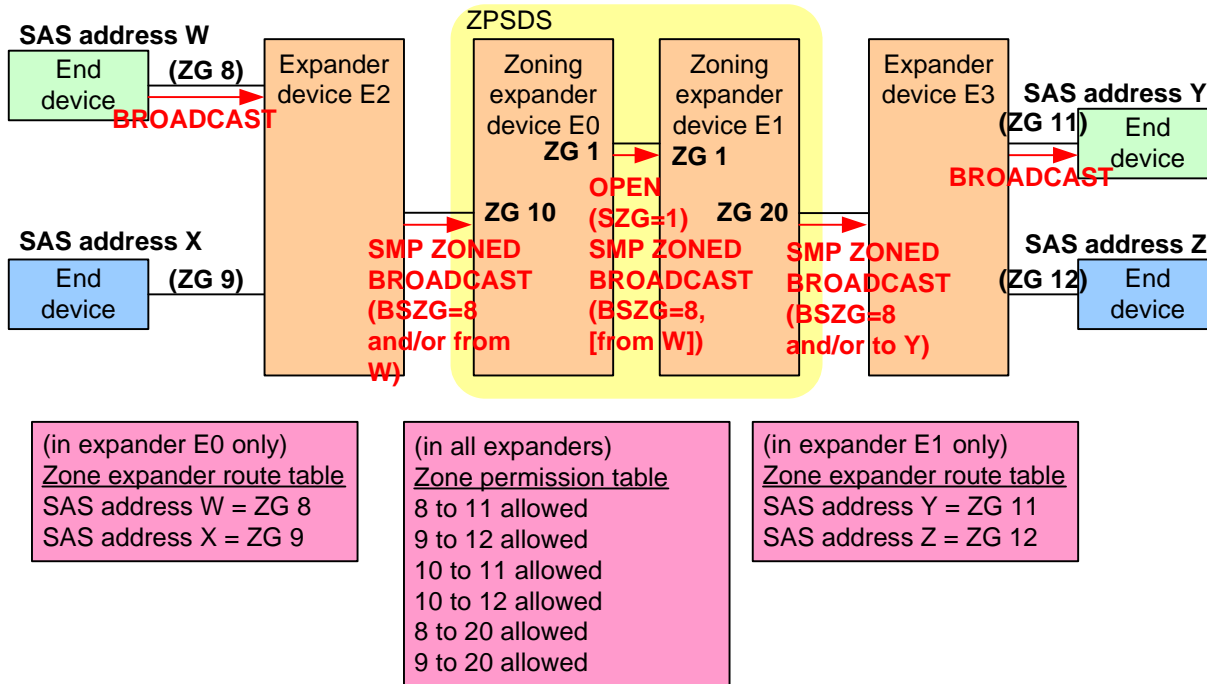 ZPSDS
SAS address W
End
device
(ZG 8)
BROADCAST
Expander
device E2
Zoning
expander
device E0
ZG 1
ZG 10
Zoning
expander
device E1
ZG 1
ZG 20
Expander
device E3
SAS address Y
(ZG 11)
End
device
BROADCAST
SAS address X
End
device
(ZG 9)
SMP ZONED
BROADCAST
(BSZG=8
and/or from
W)
OPEN
(SZG=1)
SMP ZONED
BROADCAST
(BSZG=8,
[from W])
SMP ZONED
BROADCAST
(BSZG=8
and/or to Y)
SAS address Z
(ZG 12)
End
device
(in expander E0 only)
Zone expander route table
SAS address W = ZG 8
SAS address X = ZG 9
(in all expanders)
Zone permission table
8 to 11 allowed
9 to 12 allowed
10 to 11 allowed
10 to 12 allowed
8 to 20 allowed
9 to 20 allowed
(in expander E1 only)
Zone expander route table
SAS address Y = ZG 11
SAS address Z = ZG 12